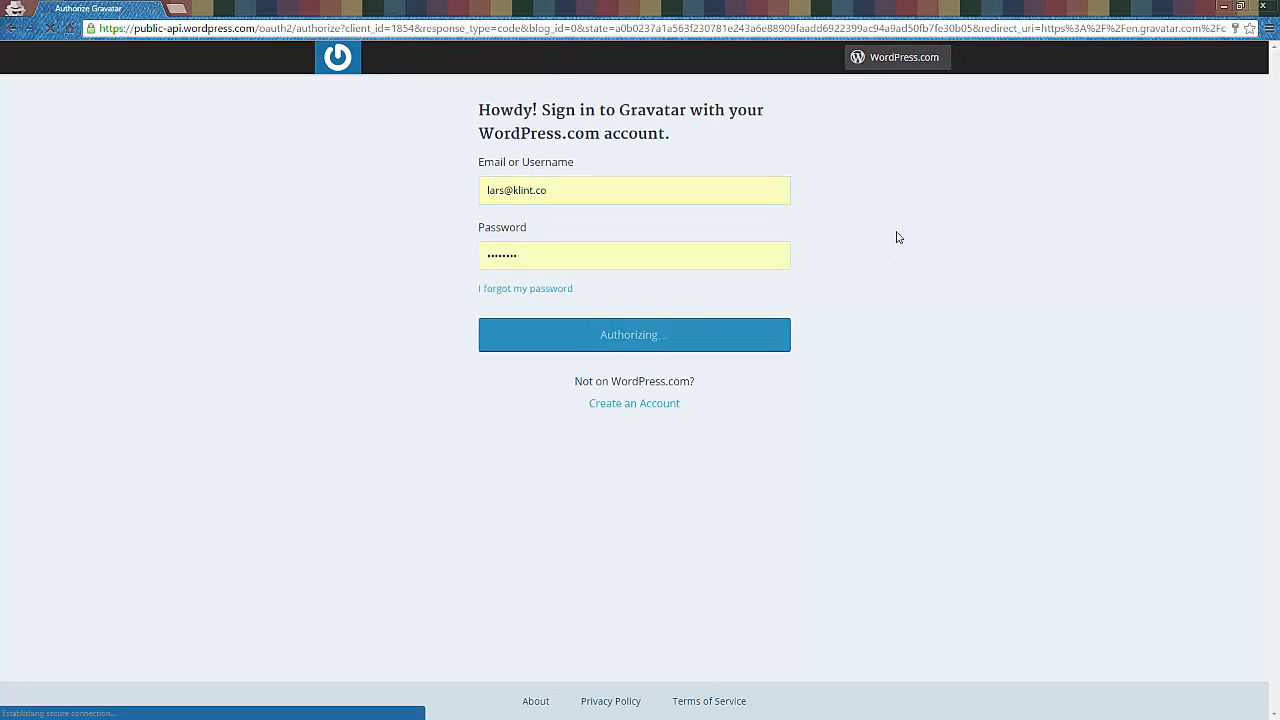 Authorize Gravatar
https://public-api.wordpress.com/oauth2/authorize?client_id=1854&response_type=code&blog_id=0&state=a0b0237a1a563f230781e243a6e88909faadd6922399ac94a9ad50fb7fe30b05&redirect_uri=https%3A%2F%2Fen.gravatar.com%2Fc
WordPress.com
Howdy! Sign in to Gravatar with your
WordPress.com account.
Email or Username
lars@klint.co
Password
••••••••
I forgot my password
Authorizing...
Not on WordPress.com?
Create an Account
About Privacy Policy Terms of Service
Establishing secure connection...